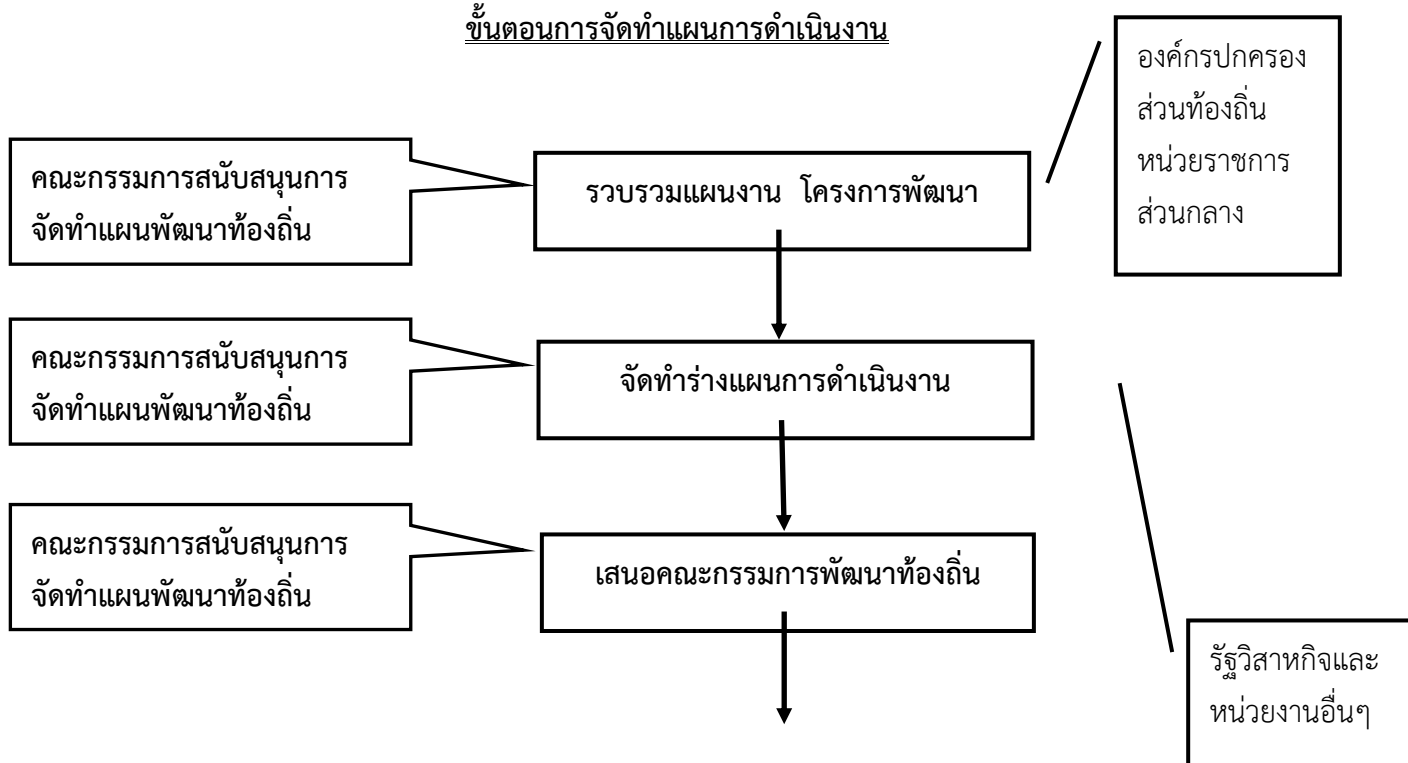 ขั้นตอนการจัดทำแผนการดำเนินงาน
องค์กรปกครอง
ส่วนท้องถิ่น
หน่วยราชการ
ส่วนกลาง
คณะกรรมการสนับสนุนการ
จัดทำแผนพัฒนาท้องถิ่น
รวบรวมแผนงาน โครงการพัฒนา
คณะกรรมการสนับสนุนการ
จัดทำแผนพัฒนาท้องถิ่น
จัดทำร่างแผนการดำเนินงาน
คณะกรรมการสนับสนุนการ
จัดทำแผนพัฒนาท้องถิ่น
เสนอคณะกรรมการพัฒนาท้องถิ่น
รัฐวิสาหกิจและ
หน่วยงานอื่นๆ